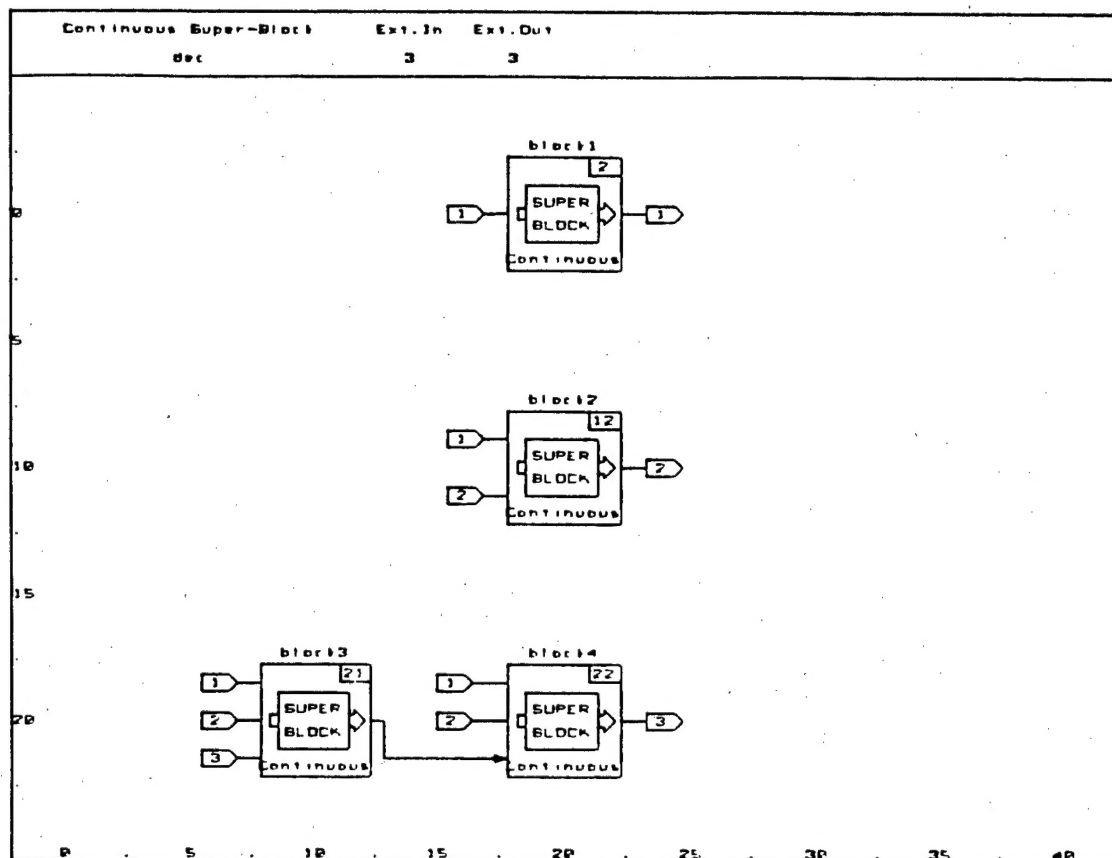 Continuous Super-Block Ext.In Ext.Out
dec 3 3
block1
2
0 1 SUPER 1
BLOCK
Continuous
5
block2
12
1 SUPER
10 BLOCK 2
2
Continuous
15
block3 block4
21 22
1 1
20 2 SUPER 2 SUPER 3
BLOCK BLOCK
3
Continuous Continuous
0 5 10 15 20 25 30 35 40